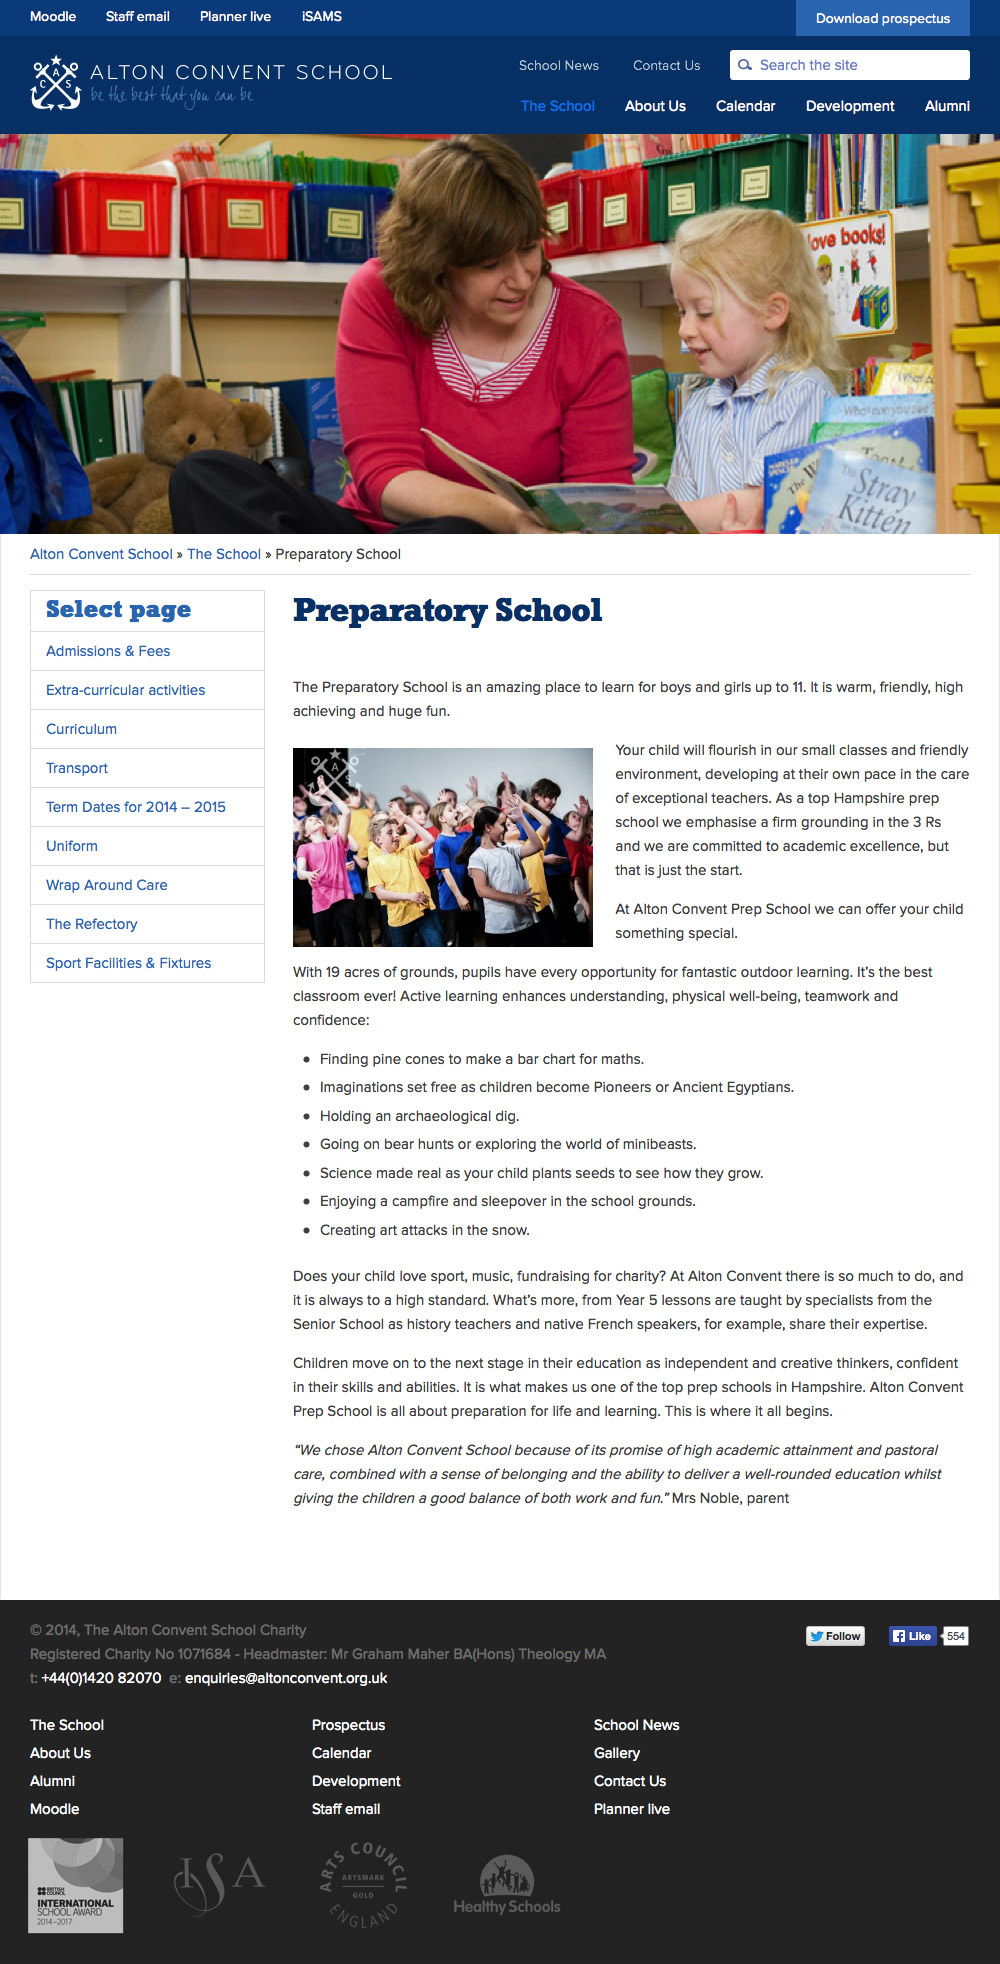 Moodle Staff email Planner live iSAMS Download prospectus
ALTON CONVENT SCHOOL
be the best that you can be
School News Contact Us Search the site
The School About Us Calendar Development Alumni
love books!
What can you see
MARKS & SPENCER
The
Stray
Kitten
Alton Convent School » The School » Preparatory School
Select page
Admissions & Fees
Extra-curricular activities
Curriculum
Transport
Term Dates for 2014 – 2015
Uniform
Wrap Around Care
The Refectory
Sport Facilities & Fixtures
Preparatory School
The Preparatory School is an amazing place to learn for boys and girls up to 11. It is warm, friendly, high
achieving and huge fun.
A
C S
Your child will flourish in our small classes and friendly
environment, developing at their own pace in the care
of exceptional teachers. As a top Hampshire prep
school we emphasise a firm grounding in the 3 Rs
and we are committed to academic excellence, but
that is just the start.
At Alton Convent Prep School we can offer your child
something special.
With 19 acres of grounds, pupils have every opportunity for fantastic outdoor learning. It's the best
classroom ever! Active learning enhances understanding, physical well-being, teamwork and
confidence:
• Finding pine cones to make a bar chart for maths.
• Imaginations set free as children become Pioneers or Ancient Egyptians.
• Holding an archaeological dig.
• Going on bear hunts or exploring the world of minibeasts.
• Science made real as your child plants seeds to see how they grow.
• Enjoying a campfire and sleepover in the school grounds.
• Creating art attacks in the snow.
Does your child love sport, music, fundraising for charity? At Alton Convent there is so much to do, and
it is always to a high standard. What's more, from Year 5 lessons are taught by specialists from the
Senior School as history teachers and native French speakers, for example, share their expertise.
Children move on to the next stage in their education as independent and creative thinkers, confident
in their skills and abilities. It is what makes us one of the top prep schools in Hampshire. Alton Convent
Prep School is all about preparation for life and learning. This is where it all begins.
“We chose Alton Convent School because of its promise of high academic attainment and pastoral
care, combined with a sense of belonging and the ability to deliver a well-rounded education whilst
giving the children a good balance of both work and fun.” Mrs Noble, parent
© 2014, The Alton Convent School Charity
Registered Charity No 1071684 - Headmaster: Mr Graham Maher BA(Hons) Theology MA
t: +44(0)1420 82070 e: enquiries@altonconvent.org.uk
Follow Like 554
The School
About Us
Alumni
Moodle
Prospectus
Calendar
Development
Staff email
School News
Gallery
Contact Us
Planner live
BRITISH
COUNCIL
INTERNATIONAL
SCHOOL AWARD
2014–2017
ISA
ARTS COUNCIL
ARTSMARK
GOLD
ENGLAND
Healthy Schools